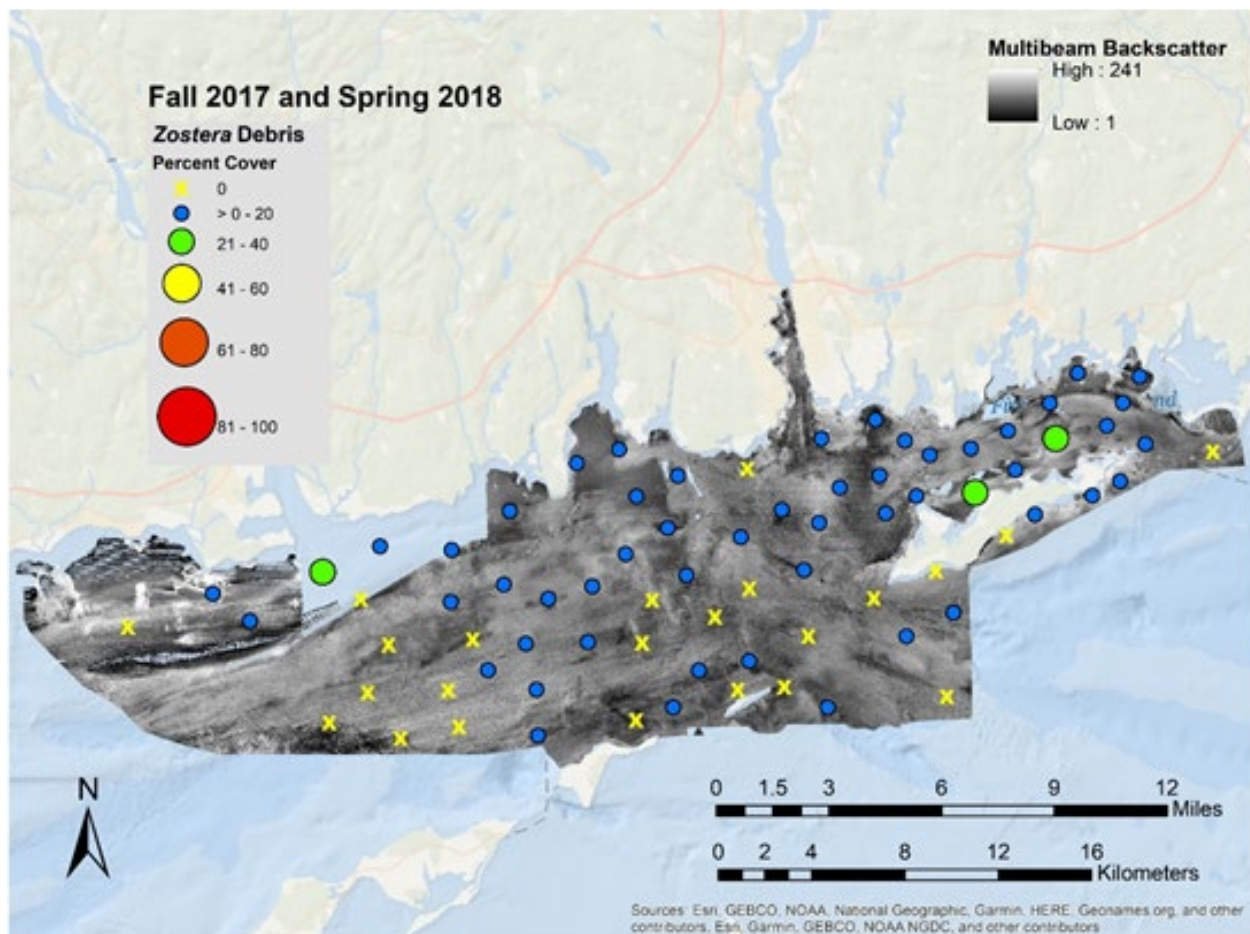 Fall 2017 and Spring 2018
Zostera Debris
Percent Cover
x 0
> 0 - 20
21 - 40
41 - 60
61 - 80
81 - 100
Multibeam Backscatter
High : 241
Low : 1
nd
N
0 1.5 3 6 9 12
Miles
0 2 4 8 12 16
Kilometers
Sources: Esri, GEBCO, NOAA, National Geographic, Garmin, HERE, Geonames.org, and other
contributors, Esri, Garmin, GEBCO, NOAA NGDC, and other contributors